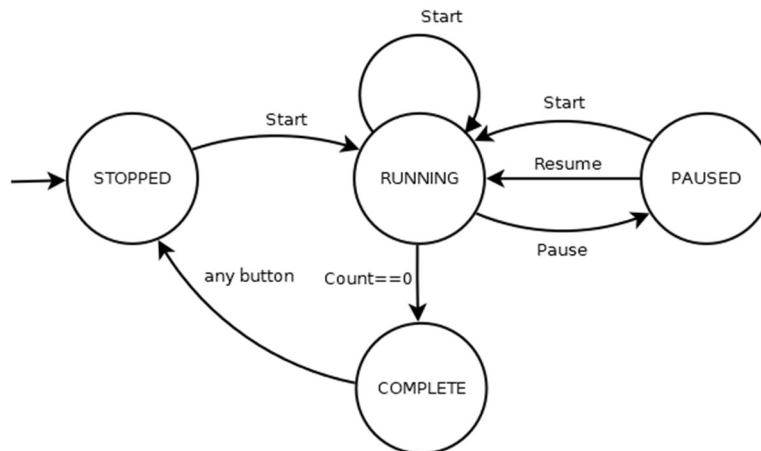 Start
Start
Start
STOPPED
RUNNING
Resume
PAUSED
Pause
any button
Count==0
COMPLETE